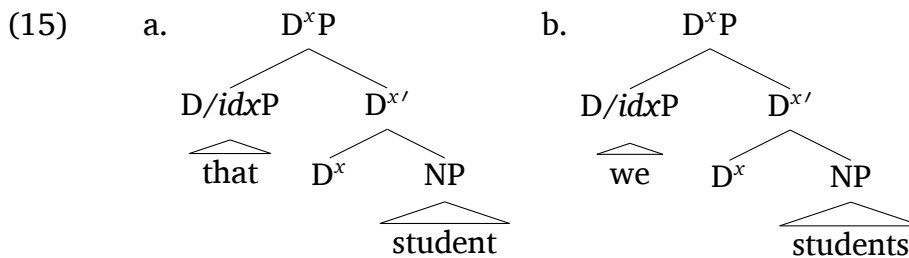 (15) a. DˣP b. DˣP
D/idxP Dˣ′ D/idxP Dˣ′
that Dˣ NP we Dˣ NP
student students